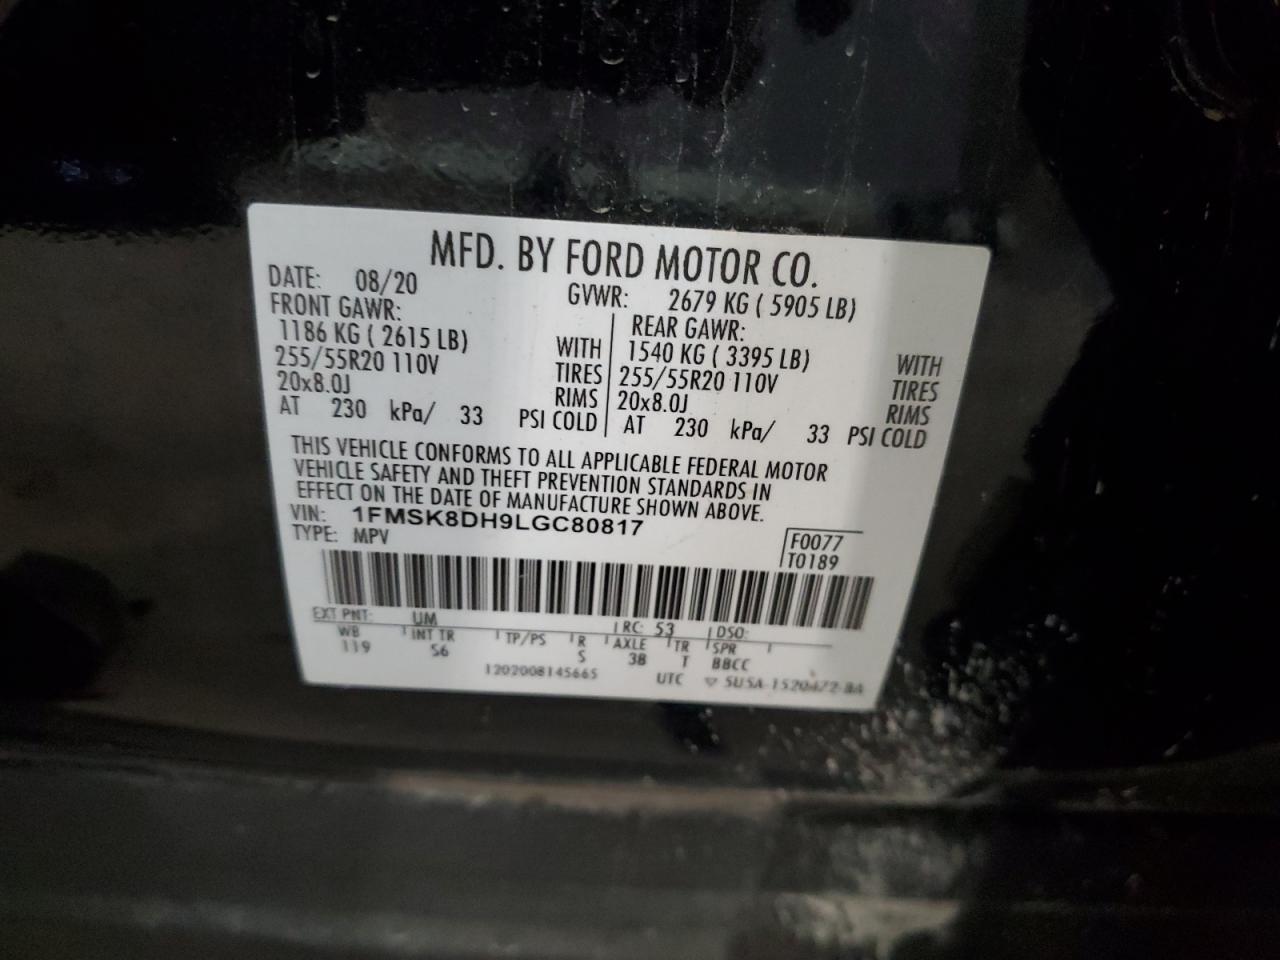 MFD. BY FORD MOTOR CO.
DATE: 08/20 GVWR: 2679 KG ( 5905 LB)
FRONT GAWR: REAR GAWR:
1186 KG ( 2615 LB) WITH 1540 KG ( 3395 LB) WITH
255/55R20 110V TIRES 255/55R20 110V TIRES
20x8.0J RIMS 20x8.0J RIMS
AT 230 kPa/ 33 PSI COLD AT 230 kPa/ 33 PSI COLD
THIS VEHICLE CONFORMS TO ALL APPLICABLE FEDERAL MOTOR
VEHICLE SAFETY AND THEFT PREVENTION STANDARDS IN
EFFECT ON THE DATE OF MANUFACTURE SHOWN ABOVE.
VIN: 1FMSK8DH9LGC80817
TYPE: MPV F0077
T0189
EXT PNT: UM RC: 53 DSO:
WB INT TR TP/PS R AXLE TR SPR
119 56 S 3B T BBCC
1202008145665 UTC